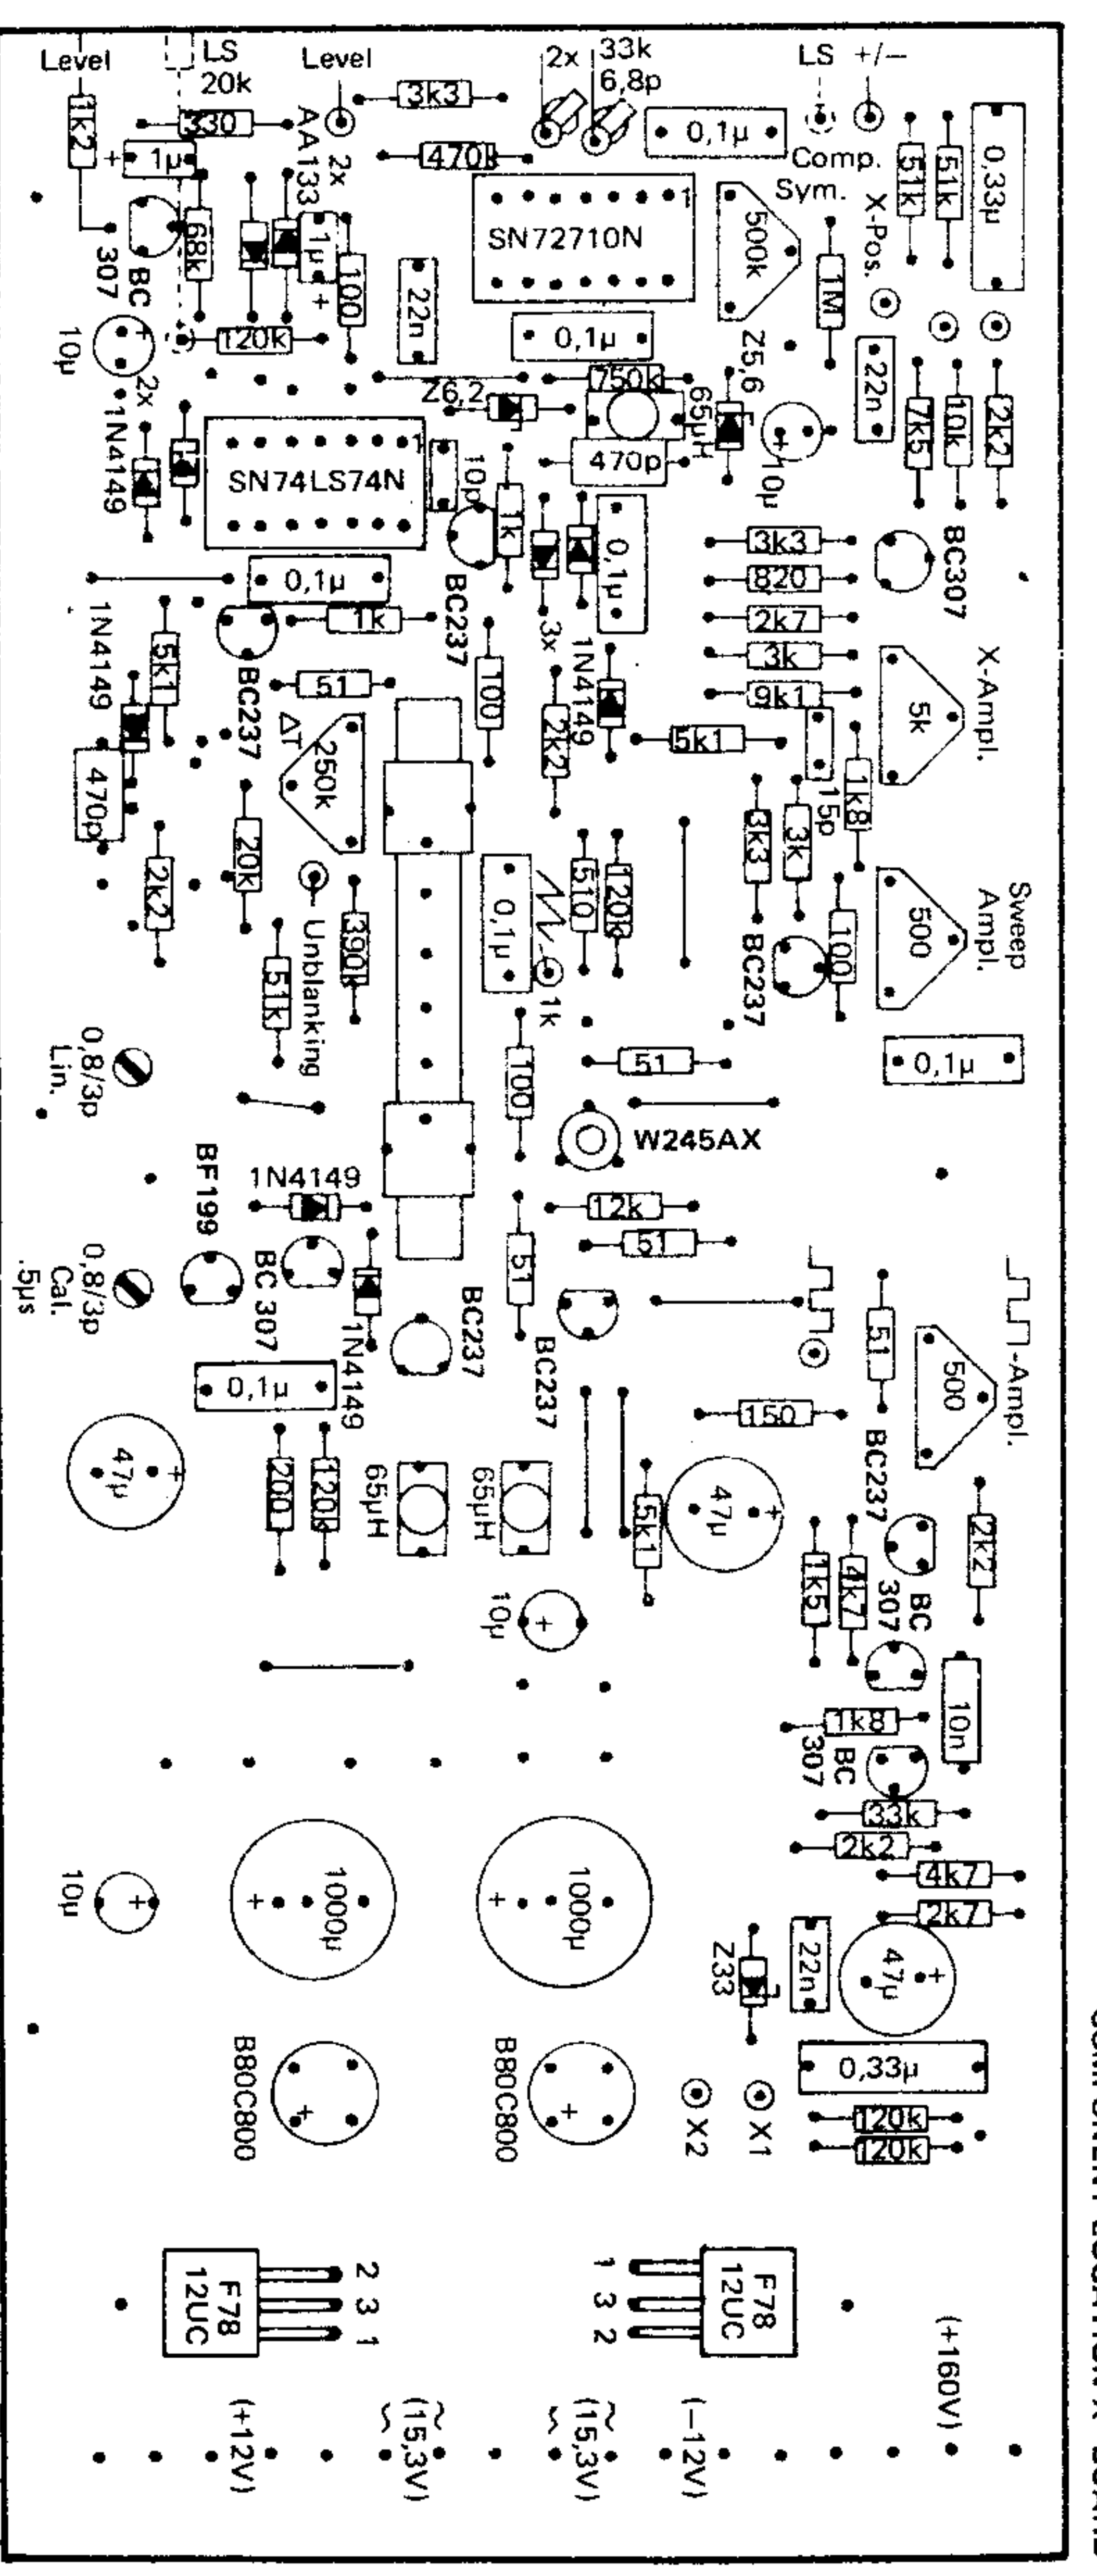 Level
LS
20k
Level
2x
33k
6,8p
LS
+/−
1k2
330
AA133
2x
3k3
470k
0,1µ
Comp.
Sym.
51k
51k
0,33µ
+
1µ
68k
BC
307
1µ
+
100
22n
SN72710N
1
500k
X-Pos.
1M
10µ
+
120k
0,1µ
Z5,6
22n
2x
1N4149
Z6,2
750k
65µH
7k5
10k
2k2
SN74LS74N
1
10p
470p
+
10µ
1k
BC237
0,1µ
3k3
820
2k7
3k
9k1
BC307
0,1µ
1k
1N4149
5k1
BC237
51
100
3x
1N4149
2k2
5k1
X-Ampl.
5k
15p
1k8
470p
ΔT
250k
20k
2k2
3k3
3k
Unblanking
390k
51k
0,1µ
1k
510
120k
BC237
100
Sweep
Ampl.
500
0,8/3p
Lin.
100
51
0,1µ
W245AX
BF199
1N4149
12k
51
0,8/3p
Cal.
.5µs
BC 307
1N4149
51
BC237
BC237
51
-Ampl.
500
0,1µ
150
BC237
47µ
+
200
120k
65µH
65µH
5k1
47µ
+
1k5
4k7
2k2
10µ
+
BC
307
1k8
10n
BC
307
33k
2k2
4k7
2k7
10µ
+
1000µ
+
1000µ
+
Z33
22n
47µ
+
B80C800
+
B80C800
+
X2
X1
0,33µ
120k
120k
F78
12UC
2
3
1
1
3
2
F78
12UC
(+12V)
(15,3V)
(15,3V)
(−12V)
(+160V)